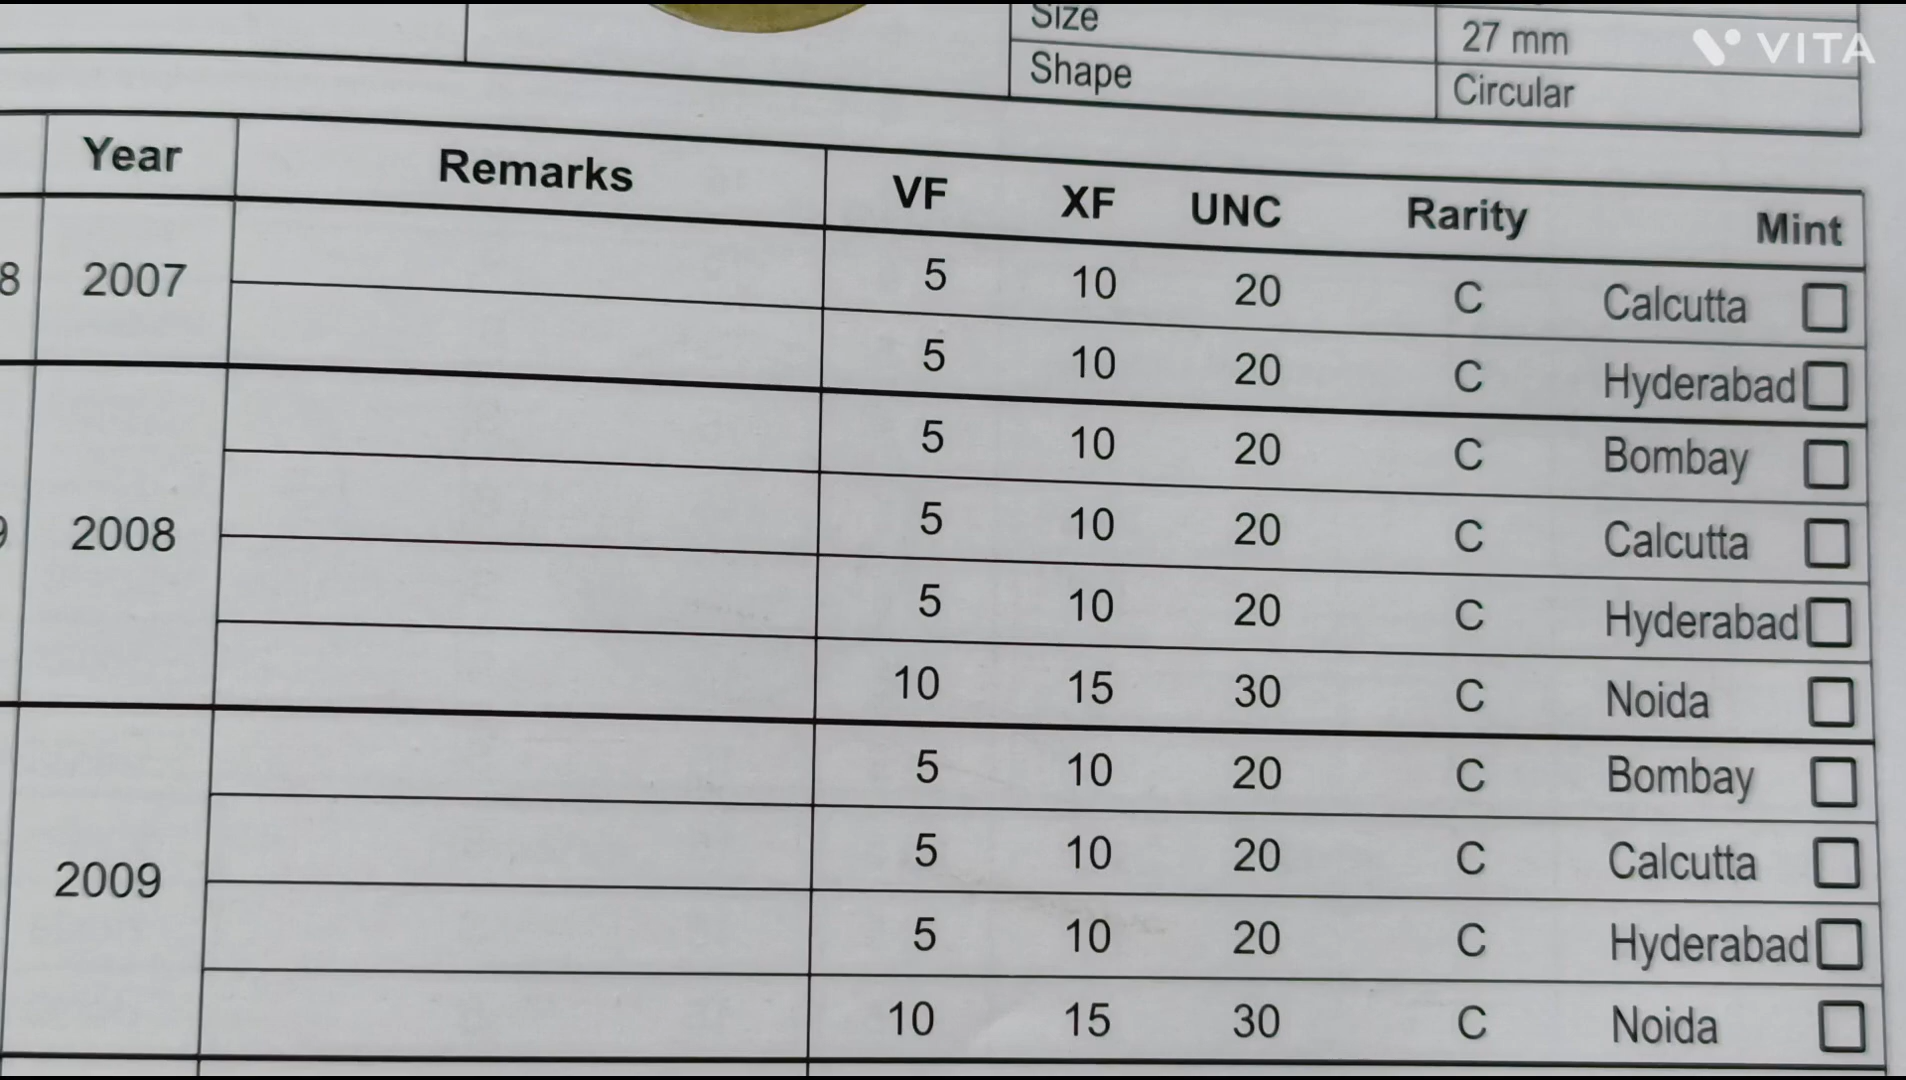 Size 27 mm
VITA
Shape Circular
Year Remarks VF XF UNC Rarity Mint
8 2007 5 10 20 C Calcutta
5 10 20 C Hyderabad
5 10 20 C Bombay
9 2008 5 10 20 C Calcutta
5 10 20 C Hyderabad
10 15 30 C Noida
5 10 20 C Bombay
2009 5 10 20 C Calcutta
5 10 20 C Hyderabad
10 15 30 C Noida